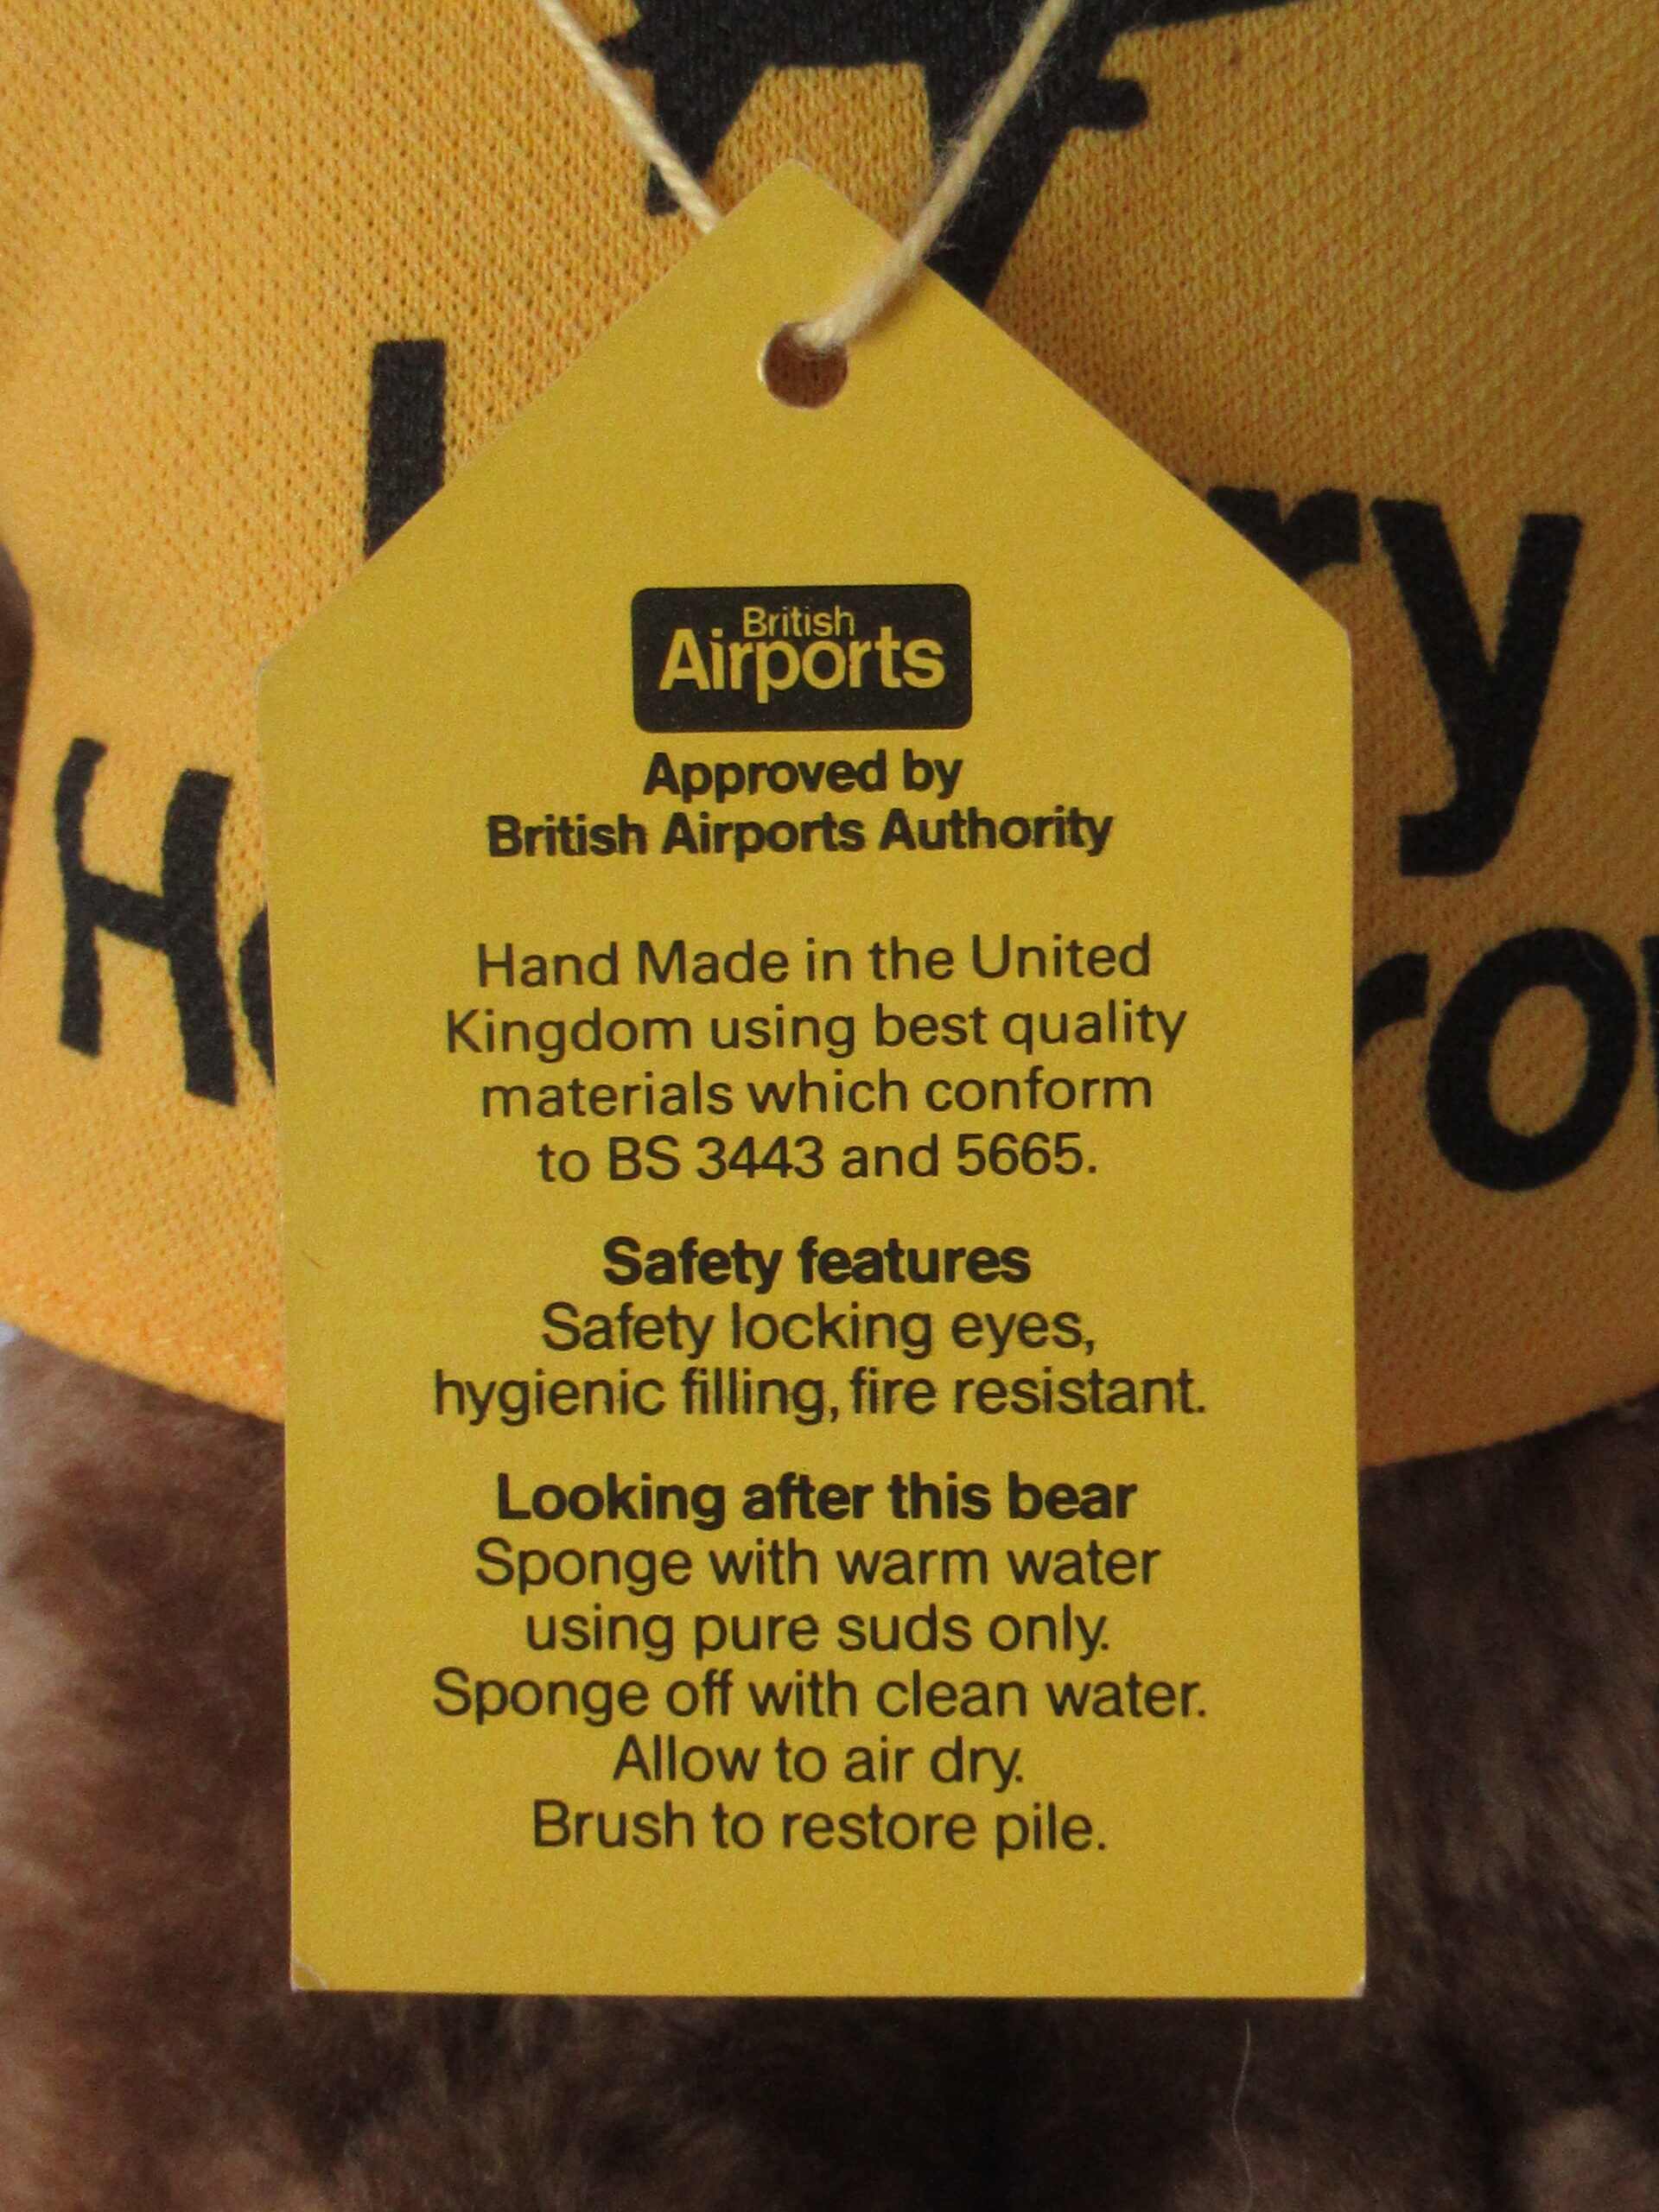 British
Airports
Approved by
British Airports Authority
Hand Made in the United
Kingdom using best quality
materials which conform
to BS 3443 and 5665.
Safety features
Safety locking eyes,
hygienic filling, fire resistant.
Looking after this bear
Sponge with warm water
using pure suds only.
Sponge off with clean water.
Allow to air dry.
Brush to restore pile.